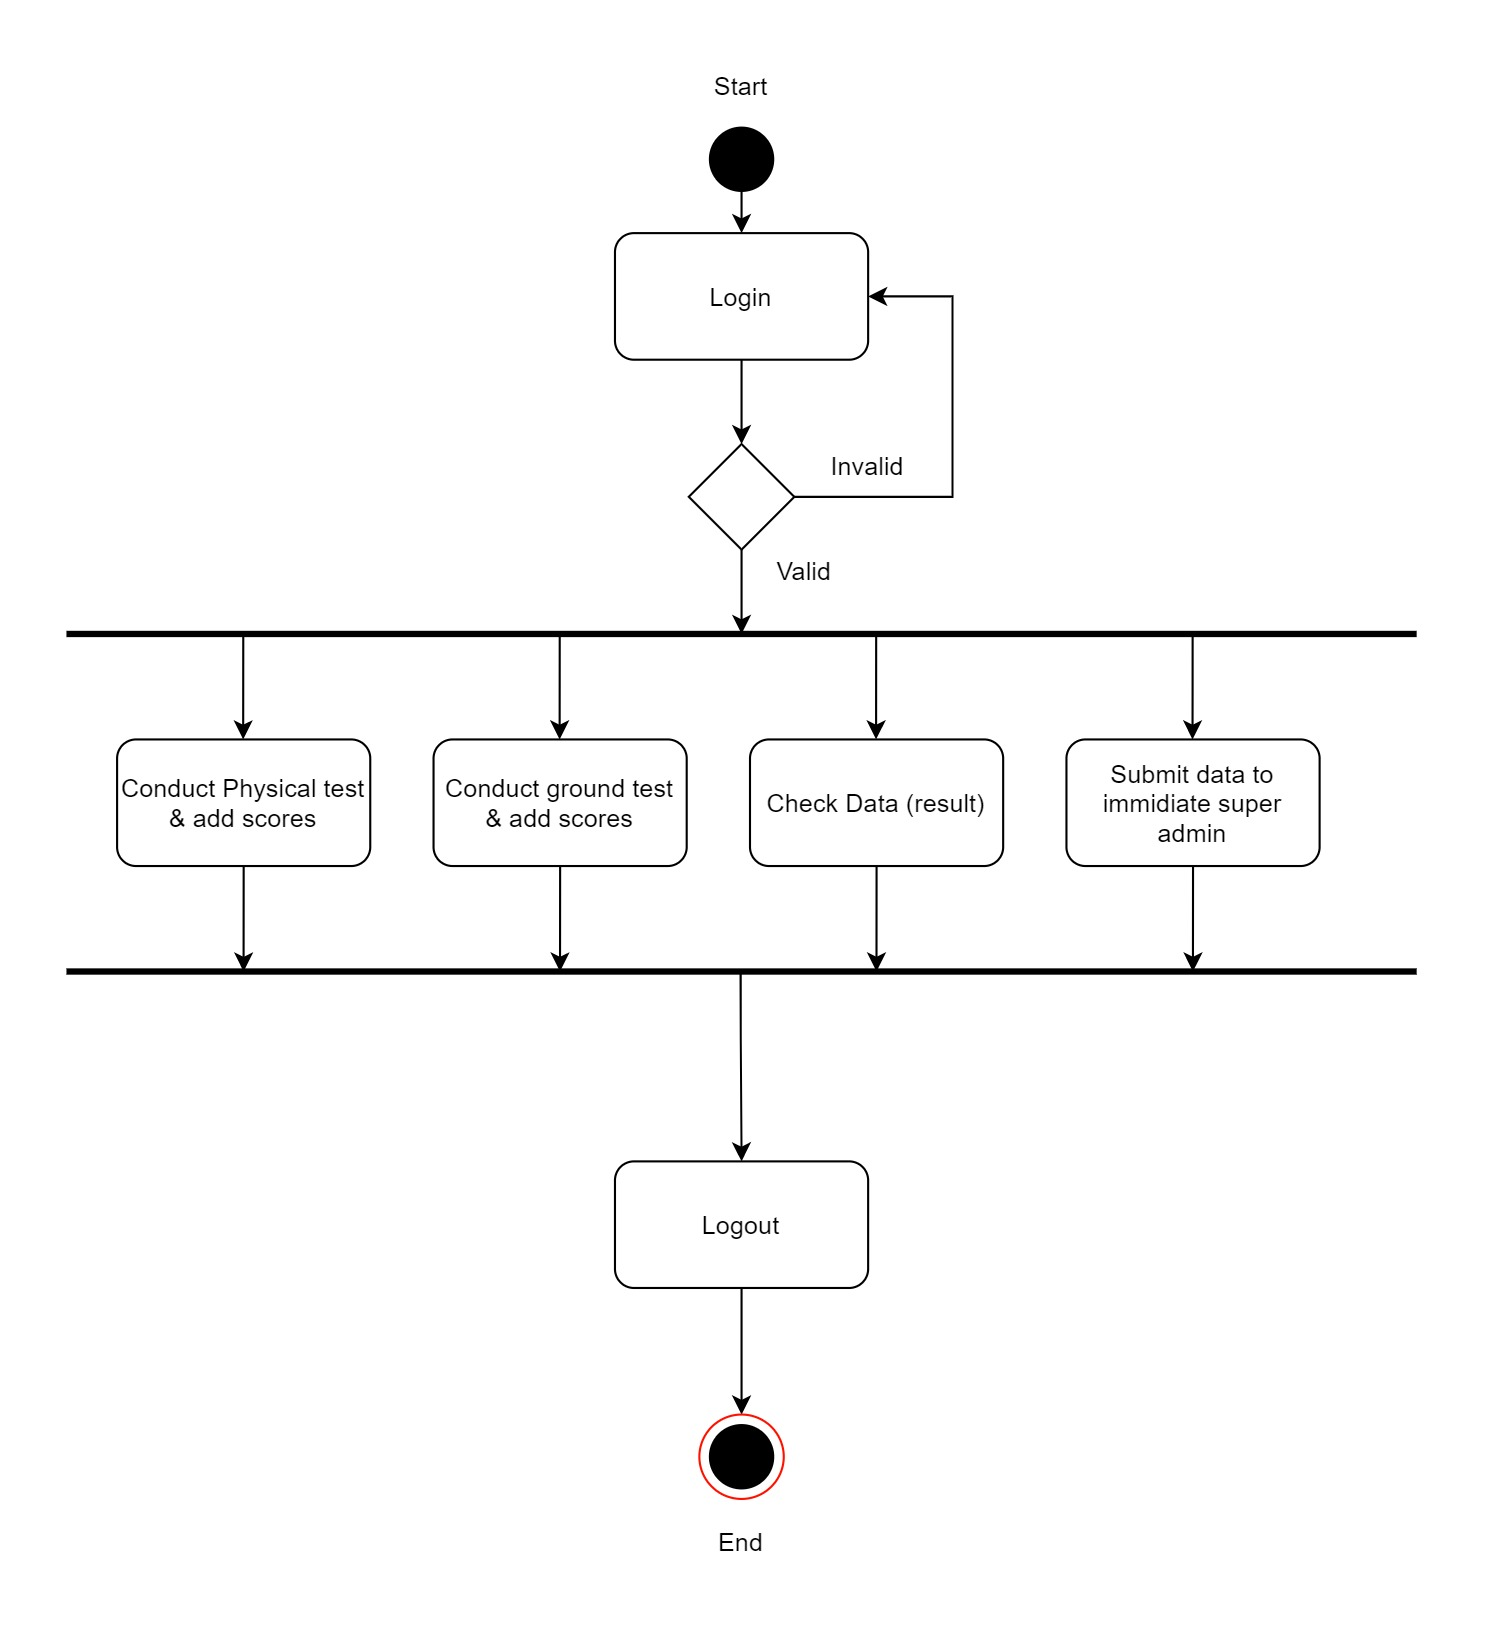 Start
Login
Invalid
Valid
Conduct Physical test
& add scores
Conduct ground test
& add scores
Check Data (result)
Submit data to
immidiate super
admin
Logout
End